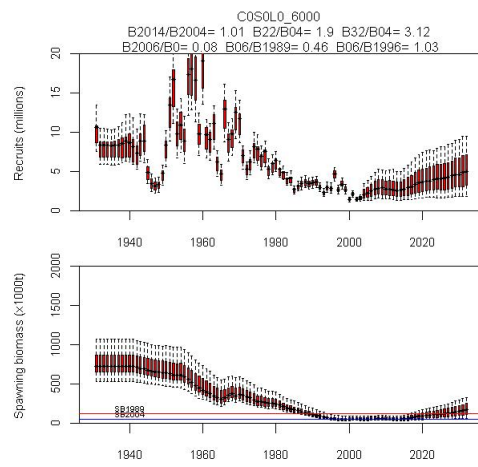 C0S0L0_6000
B2014/B2004= 1.01 B22/B04= 1.9 B32/B04= 3.12
B2006/B0= 0.08 B06/B1989= 0.46 B06/B1996= 1.03
Recruits (millions)
20
15
10
5
0
1940 1960 1980 2000 2020
Spawning biomass (x1000t)
2000
1500
1000
500
0
SB1989
SB2004
1940 1960 1980 2000 2020